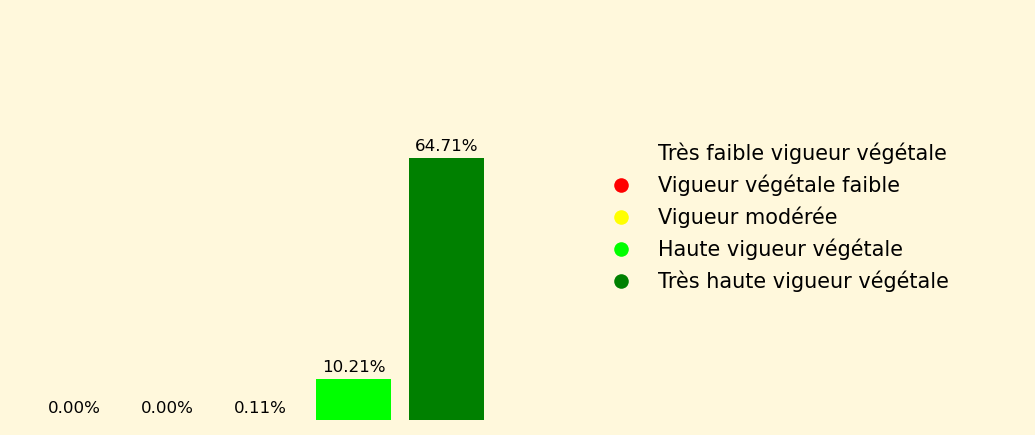 64.71%
10.21%
0.00%
0.00%
0.11%
Très faible vigueur végétale
Vigueur végétale faible
Vigueur modérée
Haute vigueur végétale
Très haute vigueur végétale